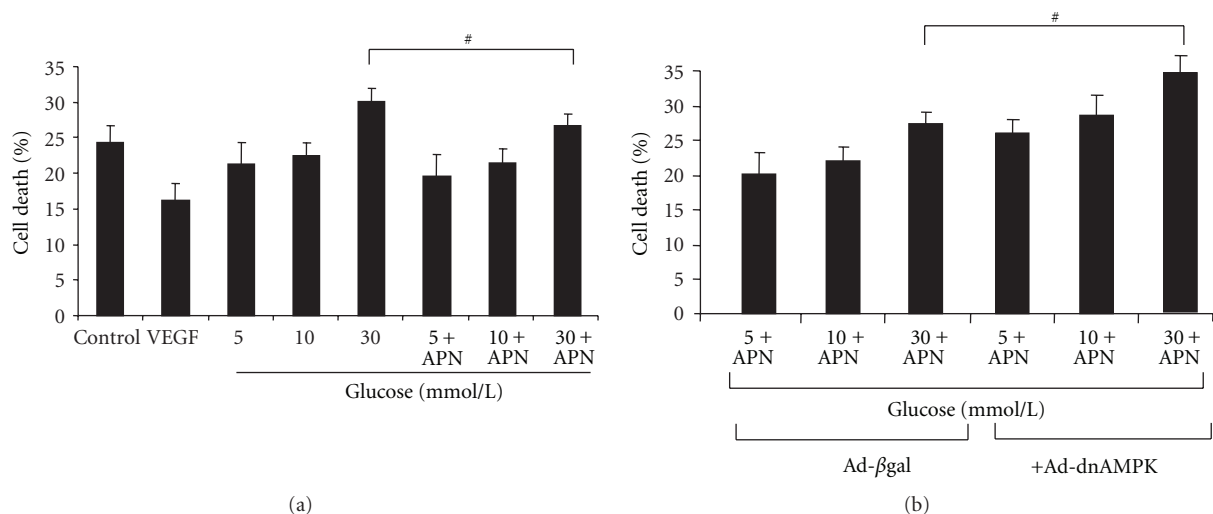 #
Cell death (%)
35
30
25
20
15
10
5
0
Control VEGF 5 10 30 5 + 10 + 30 +
APN APN APN
Glucose (mmol/L)
(a)
#
Cell death (%)
35
30
25
20
15
10
5
0
5 + 10 + 30 + 5 + 10 + 30 +
APN APN APN APN APN APN
Glucose (mmol/L)
Ad-βgal +Ad-dnAMPK
(b)